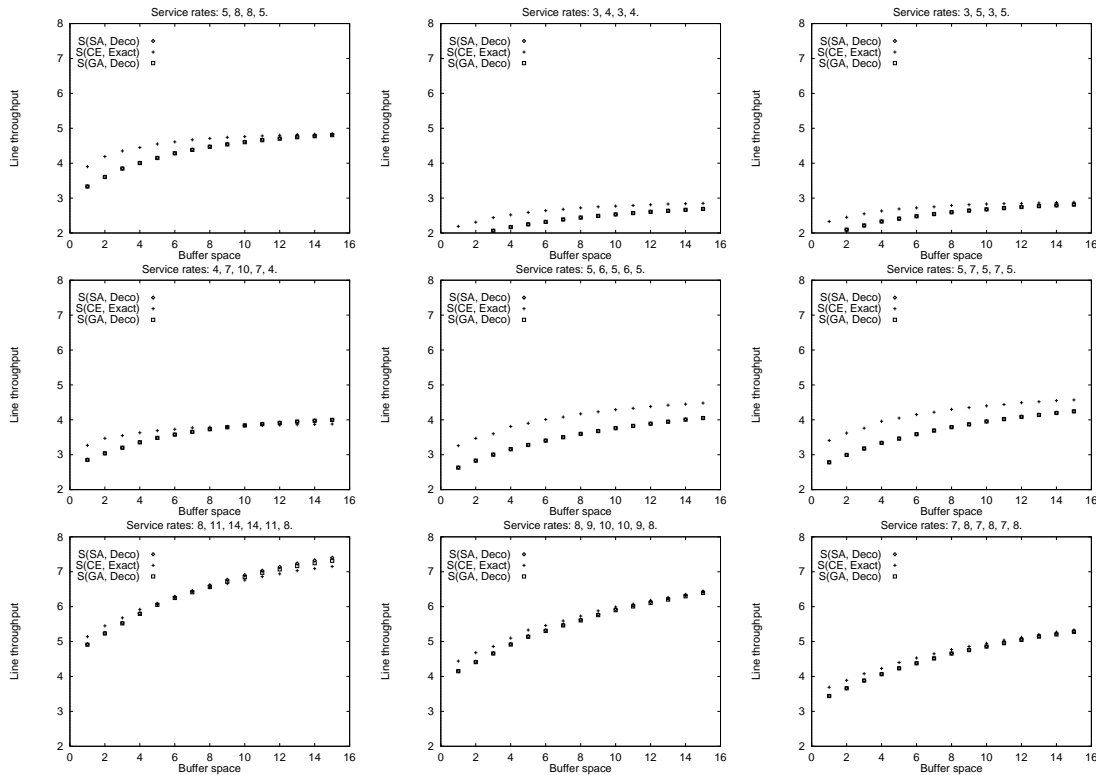 Service rates: 5, 8, 8, 5.
8
7
6
5
4
3
2
Line throughput
S(SA, Deco)
S(CE, Exact)
S(GA, Deco)
0 2 4 6 8 10 12 14 16
Buffer space
Service rates: 3, 4, 3, 4.
8
7
6
5
4
3
2
Line throughput
S(SA, Deco)
S(CE, Exact)
S(GA, Deco)
0 2 4 6 8 10 12 14 16
Buffer space
Service rates: 3, 5, 3, 5.
8
7
6
5
4
3
2
Line throughput
S(SA, Deco)
S(CE, Exact)
S(GA, Deco)
0 2 4 6 8 10 12 14 16
Buffer space
Service rates: 4, 7, 10, 7, 4.
8
7
6
5
4
3
2
Line throughput
S(SA, Deco)
S(CE, Exact)
S(GA, Deco)
0 2 4 6 8 10 12 14 16
Buffer space
Service rates: 5, 6, 5, 6, 5.
8
7
6
5
4
3
2
Line throughput
S(SA, Deco)
S(CE, Exact)
S(GA, Deco)
0 2 4 6 8 10 12 14 16
Buffer space
Service rates: 5, 7, 5, 7, 5.
8
7
6
5
4
3
2
Line throughput
S(SA, Deco)
S(CE, Exact)
S(GA, Deco)
0 2 4 6 8 10 12 14 16
Buffer space
Service rates: 8, 11, 14, 14, 11, 8.
8
7
6
5
4
3
2
Line throughput
S(SA, Deco)
S(CE, Exact)
S(GA, Deco)
0 2 4 6 8 10 12 14 16
Buffer space
Service rates: 8, 9, 10, 10, 9, 8.
8
7
6
5
4
3
2
Line throughput
S(SA, Deco)
S(CE, Exact)
S(GA, Deco)
0 2 4 6 8 10 12 14 16
Buffer space
Service rates: 7, 8, 7, 8, 7, 8.
8
7
6
5
4
3
2
Line throughput
S(SA, Deco)
S(CE, Exact)
S(GA, Deco)
0 2 4 6 8 10 12 14 16
Buffer space